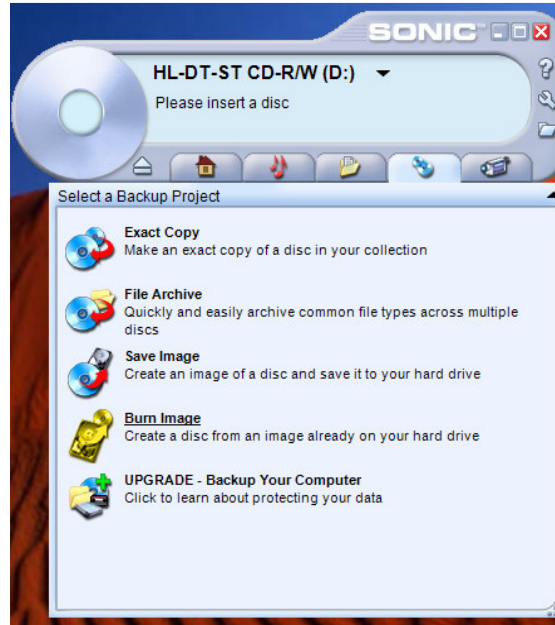 SONIC
HL-DT-ST CD-R/W (D:)
Please insert a disc
Select a Backup Project
Exact Copy
Make an exact copy of a disc in your collection
File Archive
Quickly and easily archive common file types across multiple
discs
Save Image
Create an image of a disc and save it to your hard drive
Burn Image
Create a disc from an image already on your hard drive
UPGRADE - Backup Your Computer
Click to learn about protecting your data